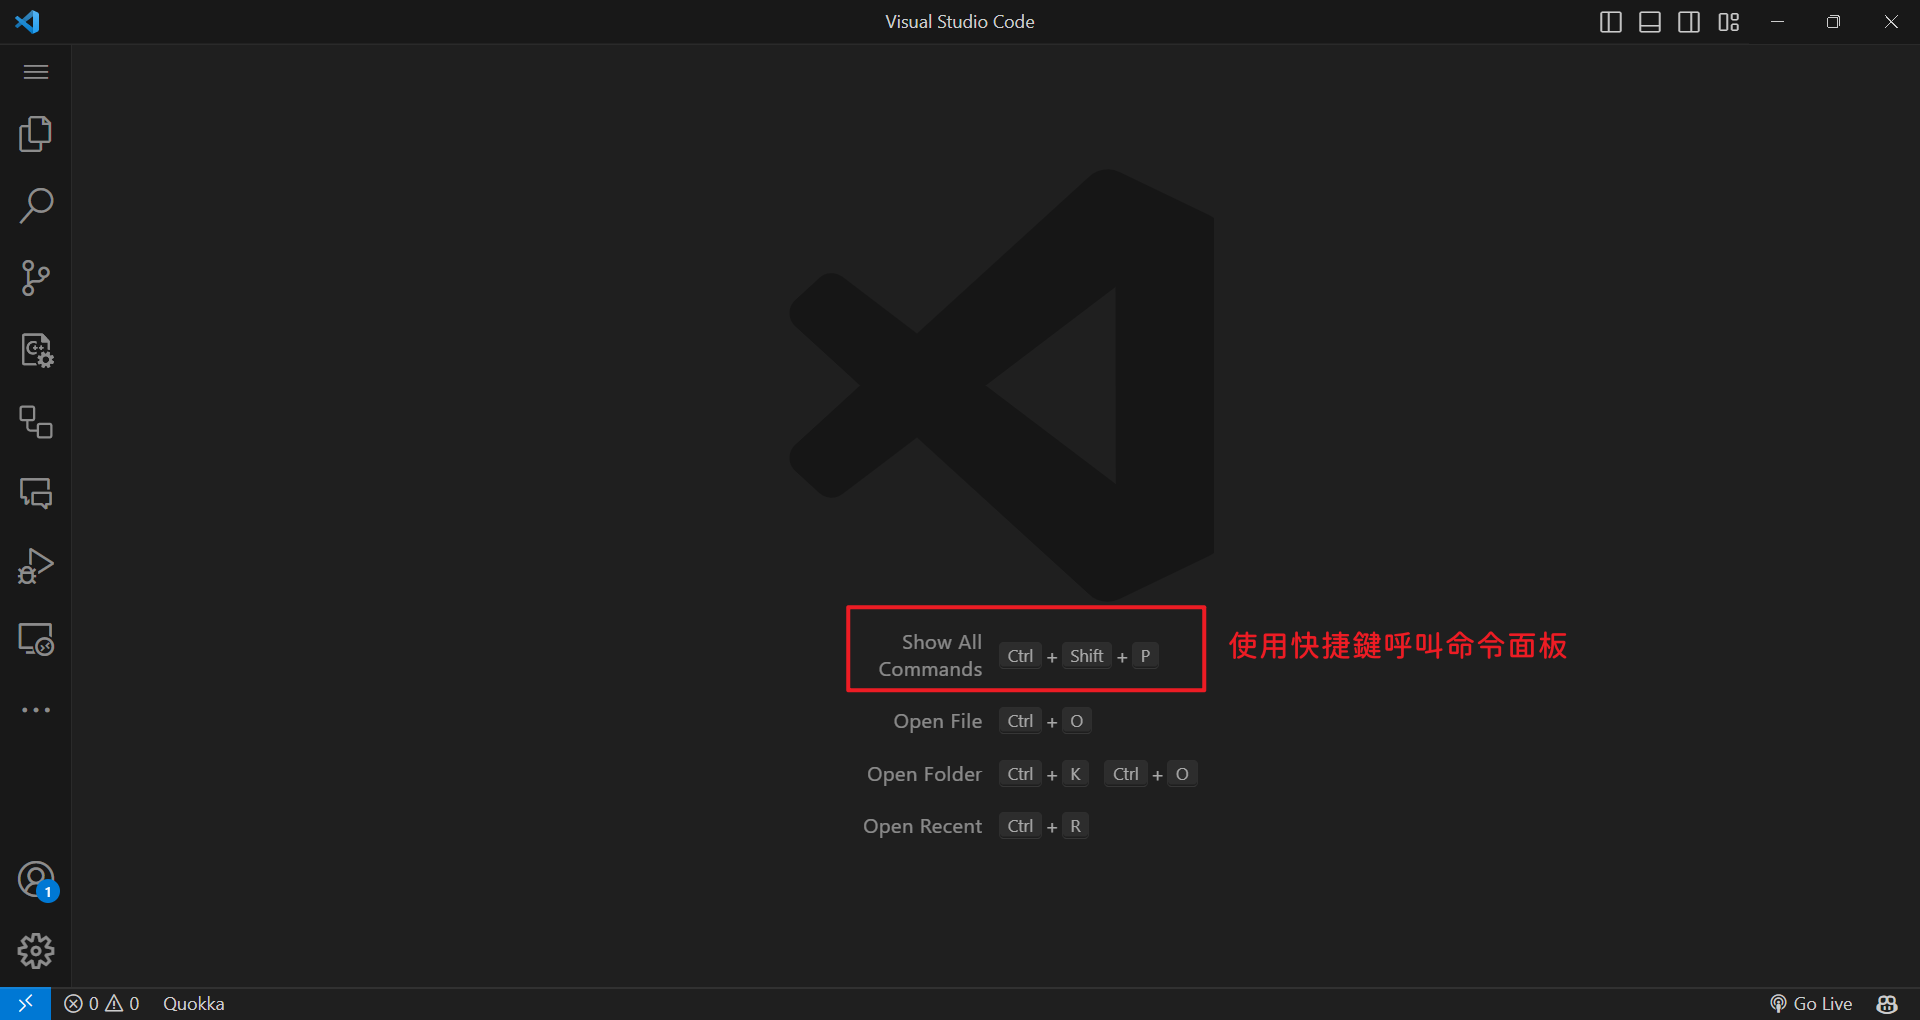 Visual Studio Code
Show All
Commands
Ctrl + Shift + P
使用快捷鍵呼叫命令面板
Open File Ctrl + O
Open Folder Ctrl + K Ctrl + O
Open Recent Ctrl + R
1
0 0 Quokka
Go Live